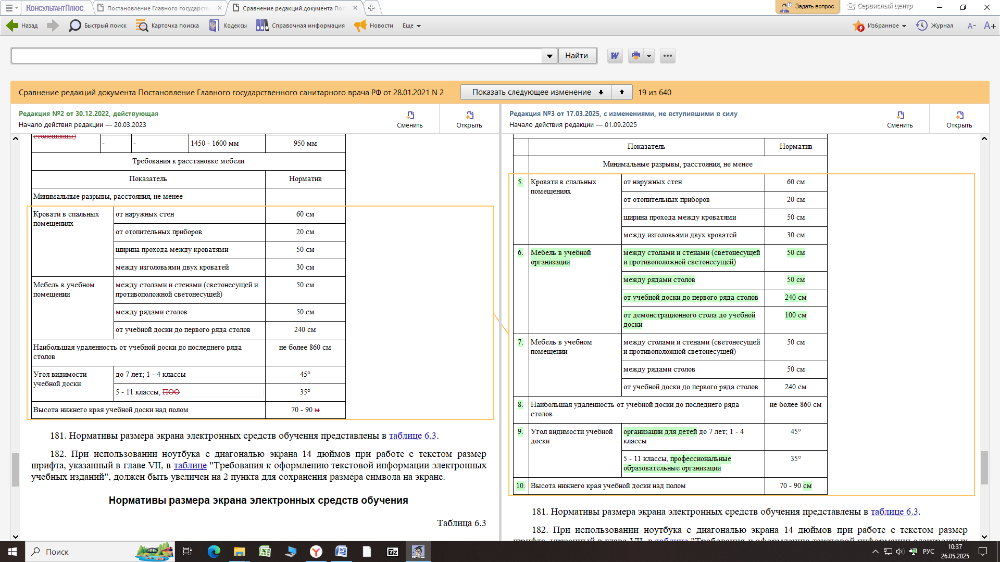 КОНСУЛЬТАНТПЛЮС
Постановление Главного государст
Сравнение редакций документа Пос
Задать вопрос
Сервисный центр
Назад
Быстрый поиск
Карточка поиска
Кодексы
Справочная информация
Новости
Еще
Избранное
Журнал
A− A+
Найти
Сравнение редакций документа Постановление Главного государственного санитарного врача РФ от 28.01.2021 N 2
Показать следующее изменение
19 из 640
Редакция №2 от 30.12.2022, действующая
Начало действия редакции — 20.03.2023
Сменить
Открыть
столешницы)
- - 1450 - 1600 мм 950 мм
Требования к расстановке мебели
Показатель Норматив
Минимальные разрывы, расстояния, не менее
Кровати в спальных помещениях от наружных стен 60 см
от отопительных приборов 20 см
ширина прохода между кроватями 50 см
между изголовьями двух кроватей 30 см
Мебель в учебном помещении между столами и стенами (светонесущей и противоположной светонесущей) 50 см
между рядами столов 50 см
от учебной доски до первого ряда столов 240 см
Наибольшая удаленность от учебной доски до последнего ряда столов не более 860 см
Угол видимости учебной доски до 7 лет; 1 - 4 классы 45°
5 - 11 классы, ПОО 35°
Высота нижнего края учебной доски над полом 70 - 90 м
181. Нормативы размера экрана электронных средств обучения представлены в таблице 6.3.
182. При использовании ноутбука с диагональю экрана 14 дюймов при работе с текстом размер
шрифта, указанный в главе VII, в таблице "Требования к оформлению текстовой информации электронных
учебных изданий", должен быть увеличен на 2 пункта для сохранения размера символа на экране.
Нормативы размера экрана электронных средств обучения
Таблица 6.3
Редакция №3 от 17.03.2025, с изменениями, не вступившими в силу
Начало действия редакции — 01.09.2025
Сменить
Открыть
Показатель Норматив
Минимальные разрывы, расстояния, не менее
5. Кровати в спальных помещениях от наружных стен 60 см
от отопительных приборов 20 см
ширина прохода между кроватями 50 см
между изголовьями двух кроватей 30 см
6. Мебель в учебной организации между столами и стенами (светонесущей и противоположной светонесущей) 50 см
между рядами столов 50 см
от учебной доски до первого ряда столов 240 см
от демонстрационного стола до учебной доски 100 см
7. Мебель в учебном помещении между столами и стенами (светонесущей и противоположной светонесущей) 50 см
между рядами столов 50 см
от учебной доски до первого ряда столов 240 см
8. Наибольшая удаленность от учебной доски до последнего ряда столов не более 860 см
9. Угол видимости учебной доски организации для детей до 7 лет; 1 - 4 классы 45°
5 - 11 классы, профессиональные образовательные организации 35°
10. Высота нижнего края учебной доски над полом 70 - 90 см
181. Нормативы размера экрана электронных средств обучения представлены в таблице 6.3.
182. При использовании ноутбука с диагональю экрана 14 дюймов при работе с текстом размер
Поиск
РУС
10:37
26.05.2025